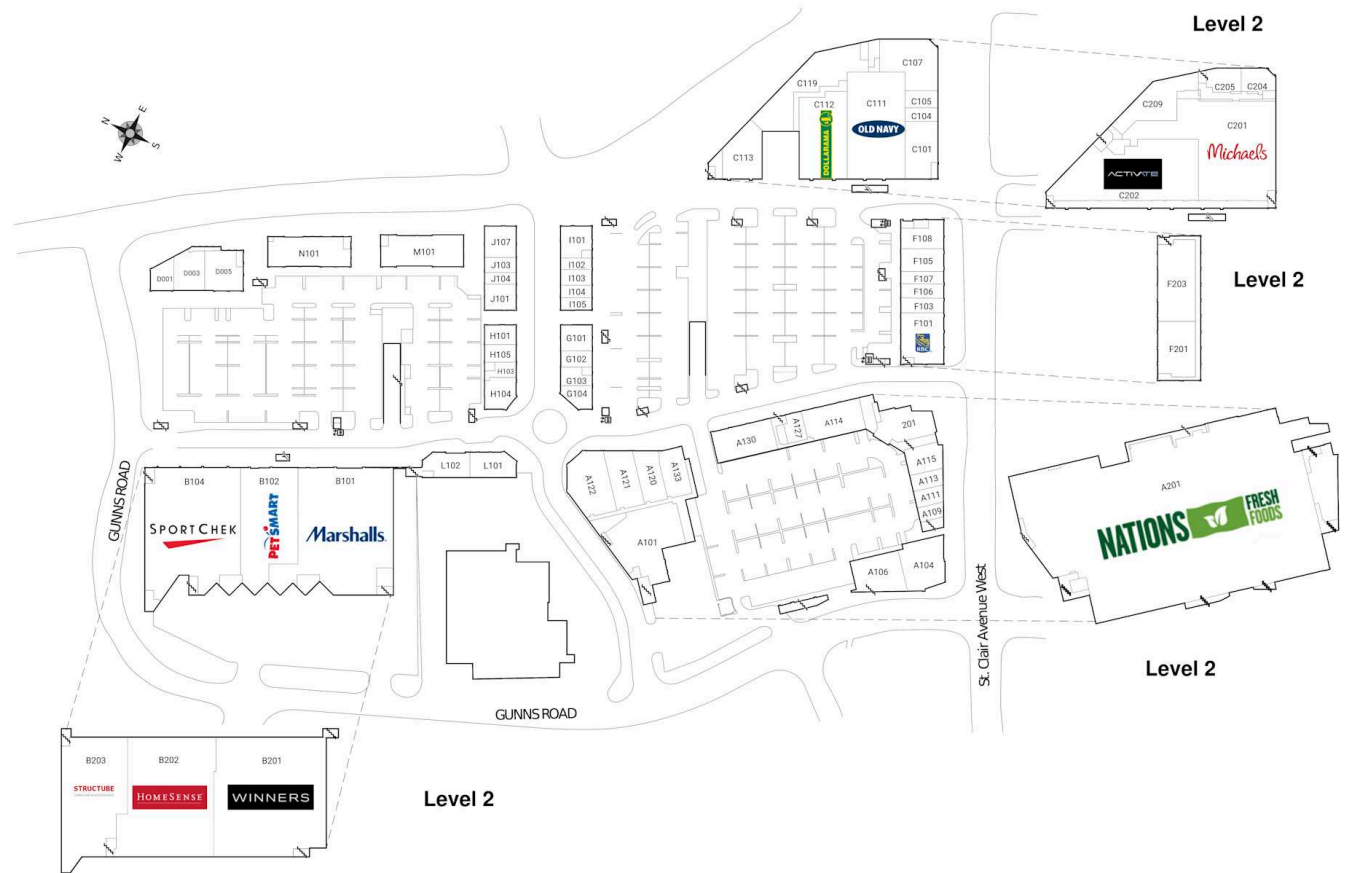 Level 2
N
E
W
S
C107
C119
C112
C111
C105
C104
C101
C113
DOLLARAMA
OLD NAVY
C205
C204
C209
C201
Michaels
ACTIVATE
C202
Level 2
F203
F201
D001
D003
D005
N101
M101
J107
J103
J104
J101
I101
I102
I103
I104
I105
H101
H105
H103
H104
G101
G102
G103
G104
F108
F105
F107
F106
F103
F101
RBC
A130
A127
A114
201
A115
A113
A111
A109
A106
A104
A122
A121
A120
A133
A101
L102
L101
GUNNS ROAD
B104
B102
B101
SPORTCHEK
PETSMART
Marshalls
A201
NATIONS
FRESH
FOODS
St. Clair Avenue West
Level 2
GUNNS ROAD
B203
B202
B201
STRUCTUBE
HOMESENSE
WINNERS
Level 2